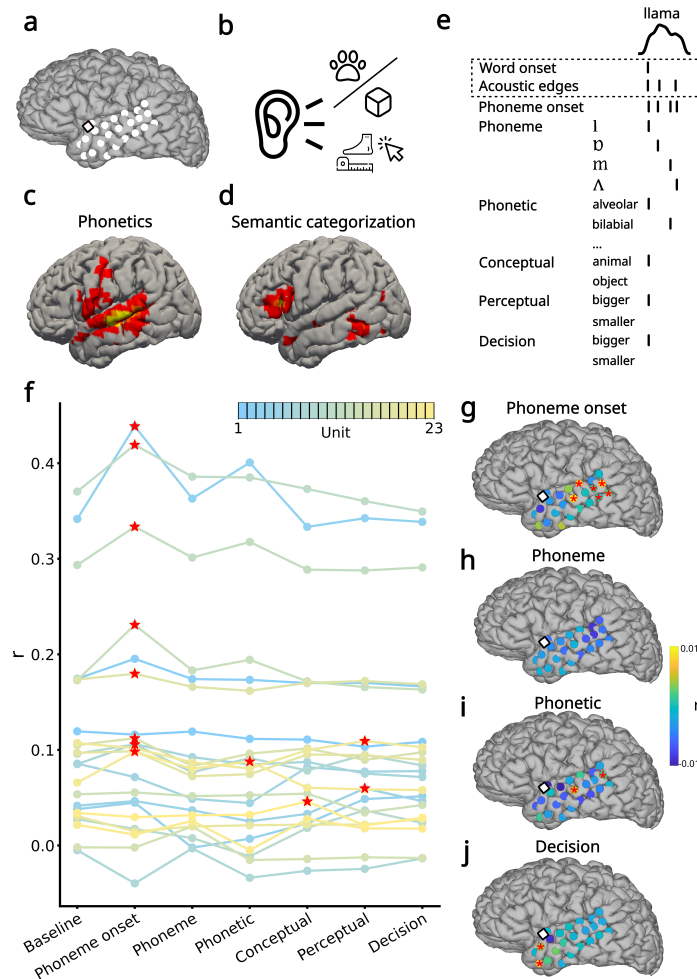 a
b
c
Phonetics
d
Semantic categorization
e
llama
Word onset
Acoustic edges
Phoneme onset
Phoneme l
ɒ
m
Λ
Phonetic alveolar
bilabial
...
Conceptual animal
object
Perceptual bigger
smaller
Decision bigger
smaller
f
1 23
Unit
r
0.4
0.3
0.2
0.1
0.0
Baseline
Phoneme onset
Phoneme
Phonetic
Conceptual
Perceptual
Decision
g
Phoneme onset
h
Phoneme
0.01
-0.01
i
Phonetic
j
Decision